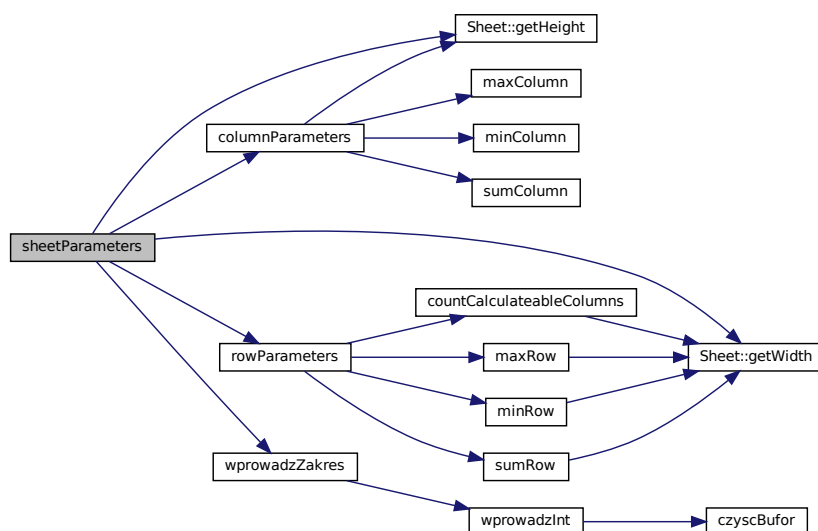 Sheet::getHeight
maxColumn
columnParameters
minColumn
sumColumn
sheetParameters
countCalculateableColumns
rowParameters
maxRow
Sheet::getWidth
minRow
wprowadzZakres
sumRow
wprowadzInt
czyscBufor